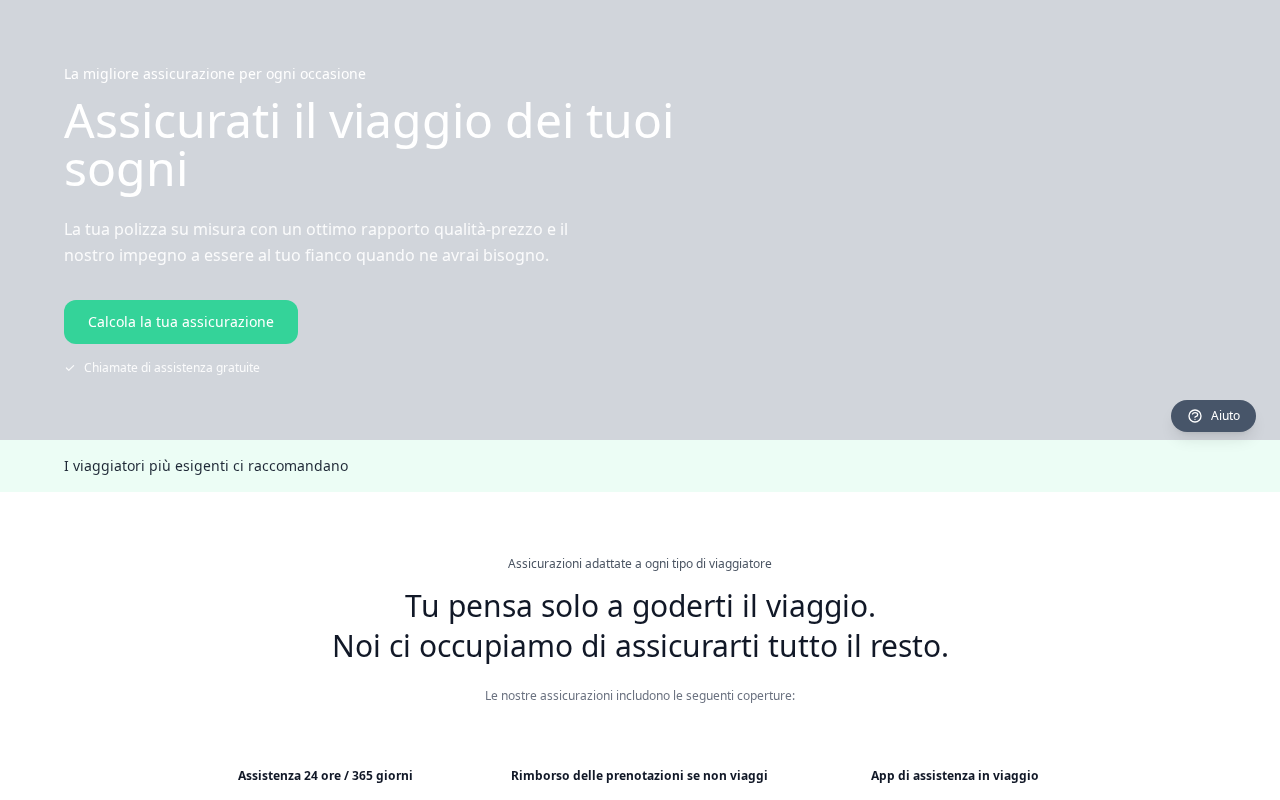 La migliore assicurazione per ogni occasione
Assicurati il viaggio dei tuoi
sogni
La tua polizza su misura con un ottimo rapporto qualità-prezzo e il
nostro impegno a essere al tuo fianco quando ne avrai bisogno.
Calcola la tua assicurazione
Chiamate di assistenza gratuite
Aiuto
I viaggiatori più esigenti ci raccomandano
Assicurazioni adattate a ogni tipo di viaggiatore
Tu pensa solo a goderti il viaggio.
Noi ci occupiamo di assicurarti tutto il resto.
Le nostre assicurazioni includono le seguenti coperture:
Assistenza 24 ore / 365 giorni
Rimborso delle prenotazioni se non viaggi
App di assistenza in viaggio